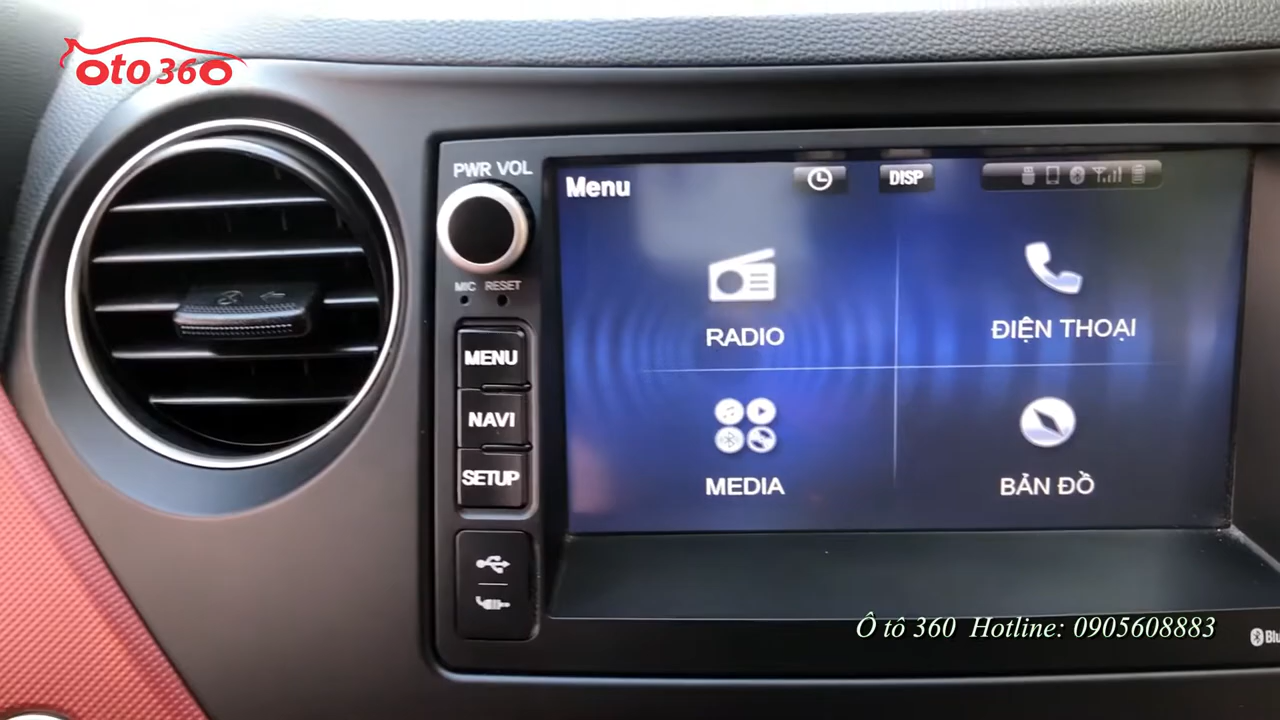 oto 360
PWR VOL
Menu
DISP
MIC RESET
MENU
NAVI
SETUP
RADIO
ĐIỆN THOẠI
MEDIA
BẢN ĐỒ
Ô tô 360 Hotline: 0905608883